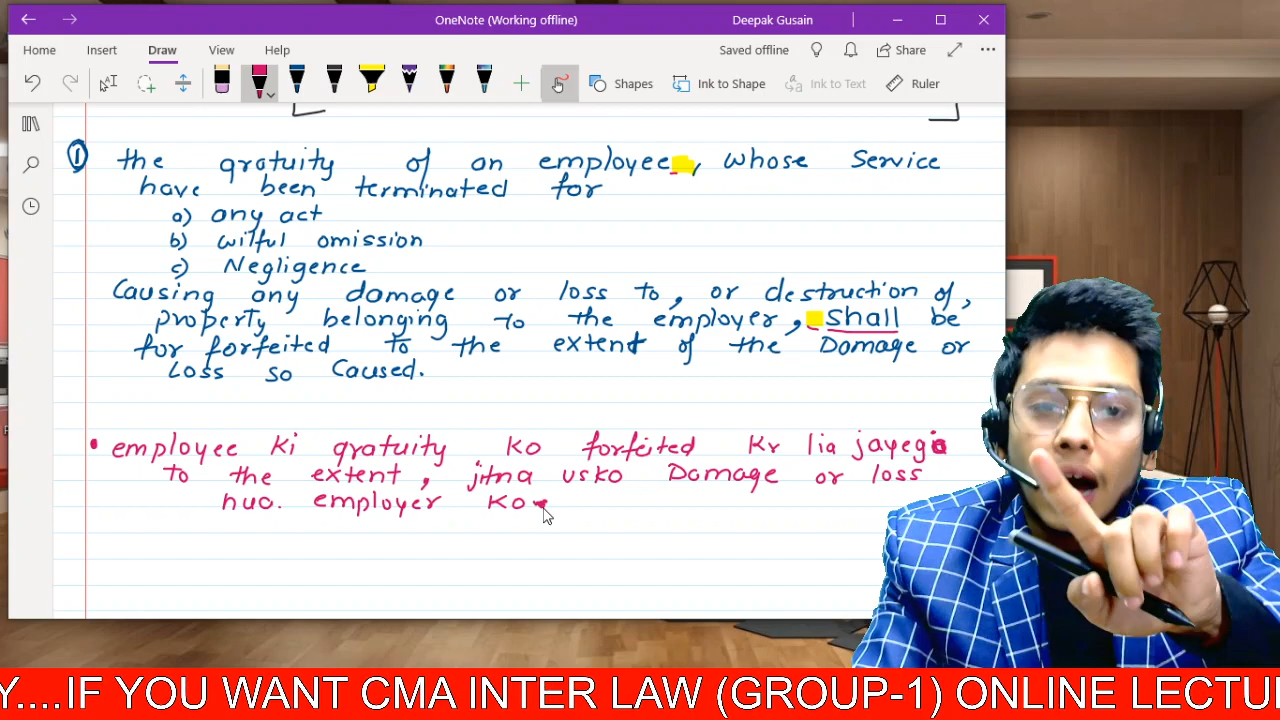 OneNote (Working offline)
Deepak Gusain
Home Insert Draw View Help
Saved offline
Share
Shapes
Ink to Shape
Ink to Text
Ruler
1 the gratuity of an employee, whose Service
have been terminated for
a) any act
b) wilful omission
c) Negligence
Causing any damage or loss to, or destruction of,
property belonging to the employer, shall be
for forfeited to the extent of the Damage or
Loss so Caused.
• employee Ki gratuity Ko forfeited Kr lia jayega
to the extent, jitna usko Damage or loss
hua. employer Ko
Y....IF YOU WANT CMA INTER LAW (GROUP-1) ONLINE LECTU